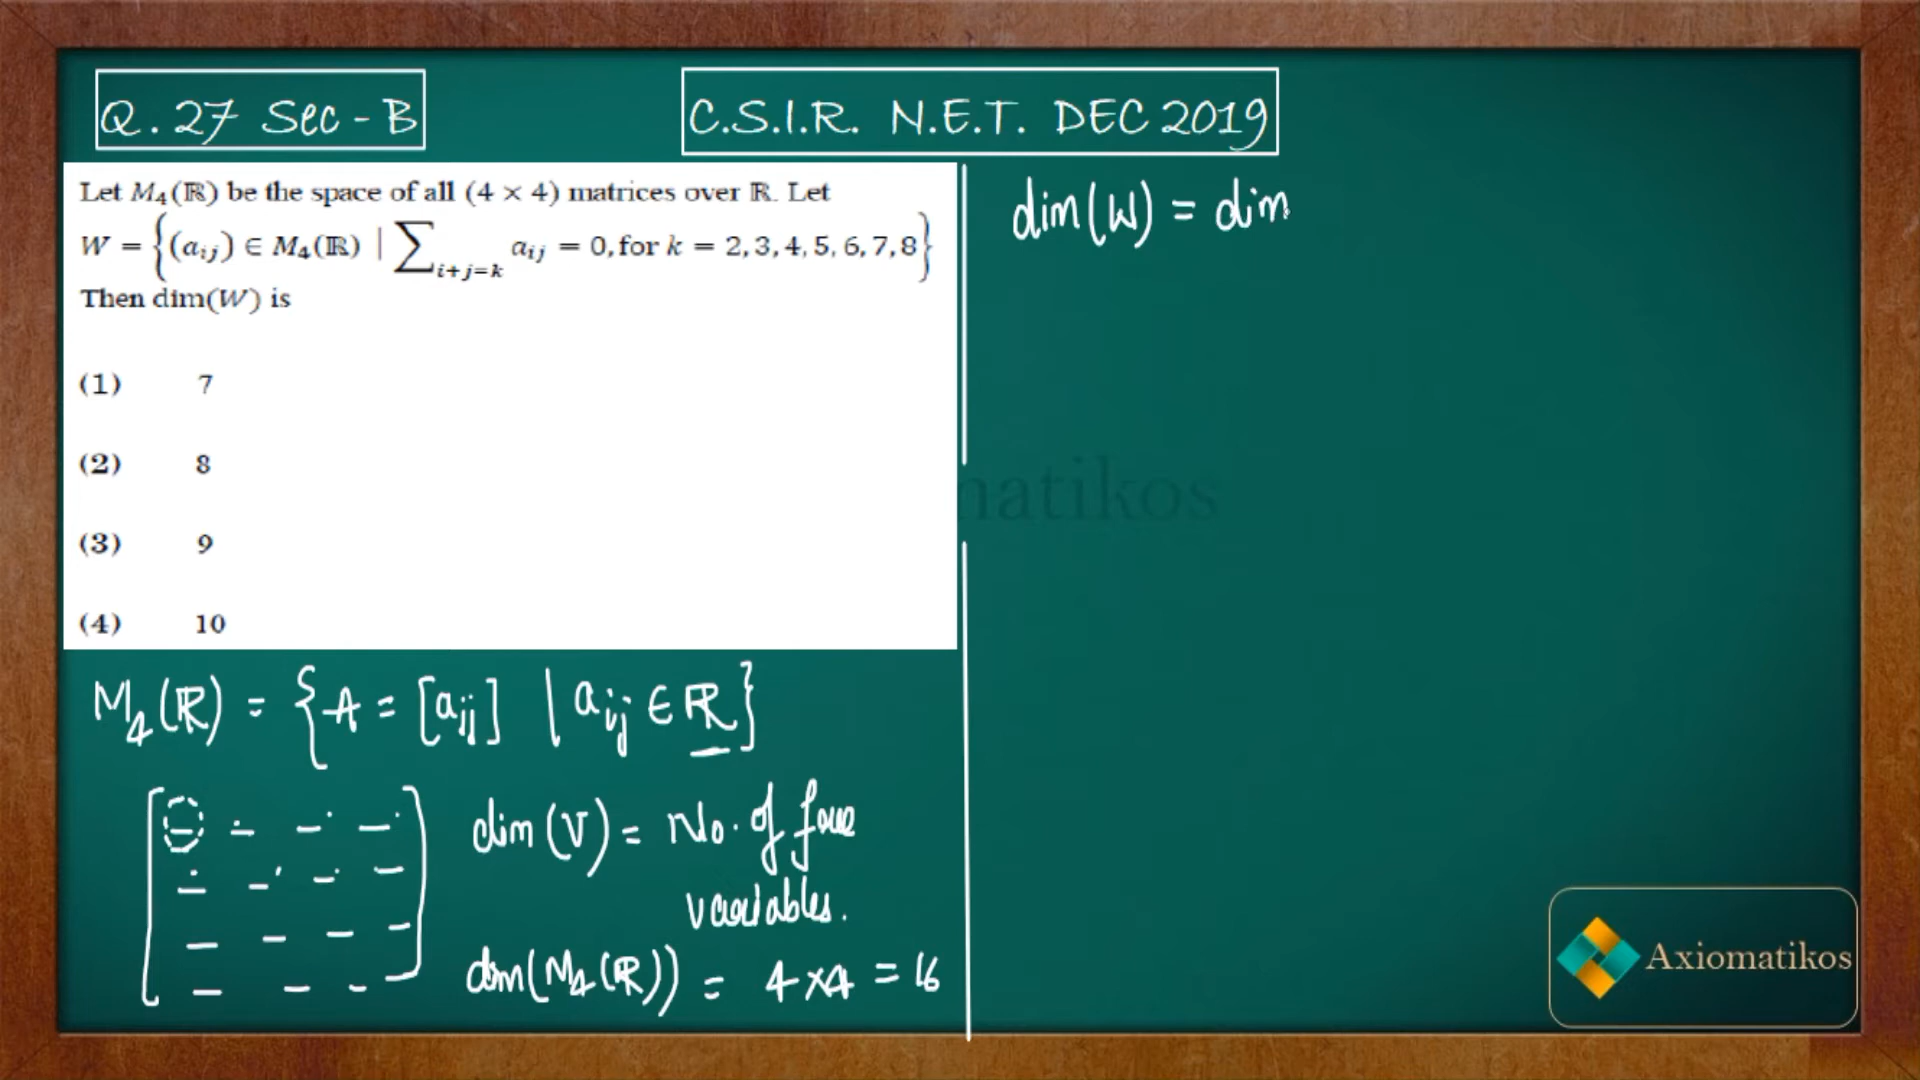 Q. 27 Sec - B
C.S.I.R. N.E.T. DEC 2019
Let M₄(ℝ) be the space of all (4 × 4) matrices over ℝ. Let
W = {(aᵢⱼ) ∈ M₄(ℝ) | ∑ᵢ₊ⱼ₌ₖ aᵢⱼ = 0, for k = 2, 3, 4, 5, 6, 7, 8}
Then dim(W) is
(1) 7
(2) 8
(3) 9
(4) 10
M₄(ℝ) = {A = [aᵢⱼ] | aᵢⱼ ∈ ℝ}
dim (V) = No. of free
variables.
dim(M₄(ℝ)) = 4×4 = 16
dim(W) = dim
matikos
Axiomatikos